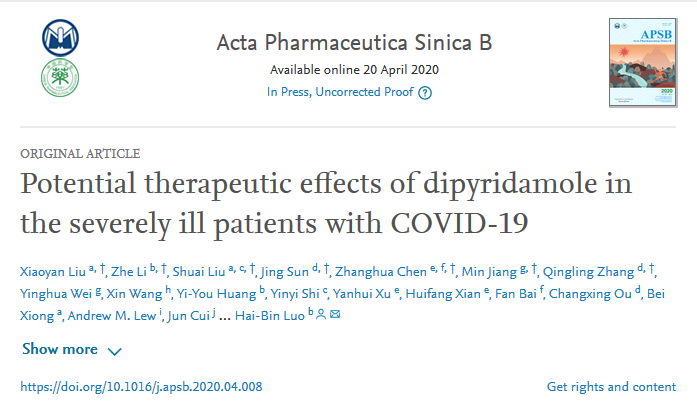 Acta Pharmaceutica Sinica B
Available online 20 April 2020
In Press, Uncorrected Proof ?
APSB
Acta Pharmaceutica Sinica B
2020
ORIGINAL ARTICLE
Potential therapeutic effects of dipyridamole in
the severely ill patients with COVID-19
Xiaoyan Liu a, †, Zhe Li b, †, Shuai Liu a, c, †, Jing Sun d, †, Zhanghua Chen e, f, †, Min Jiang g, †, Qingling Zhang d, †,
Yinghua Wei g, Xin Wang h, Yi-You Huang b, Yinyi Shi c, Yanhui Xu e, Huifang Xian e, Fan Bai f, Changxing Ou d, Bei
Xiong a, Andrew M. Lew i, Jun Cui j ... Hai-Bin Luo b
Show more
https://doi.org/10.1016/j.apsb.2020.04.008
Get rights and content